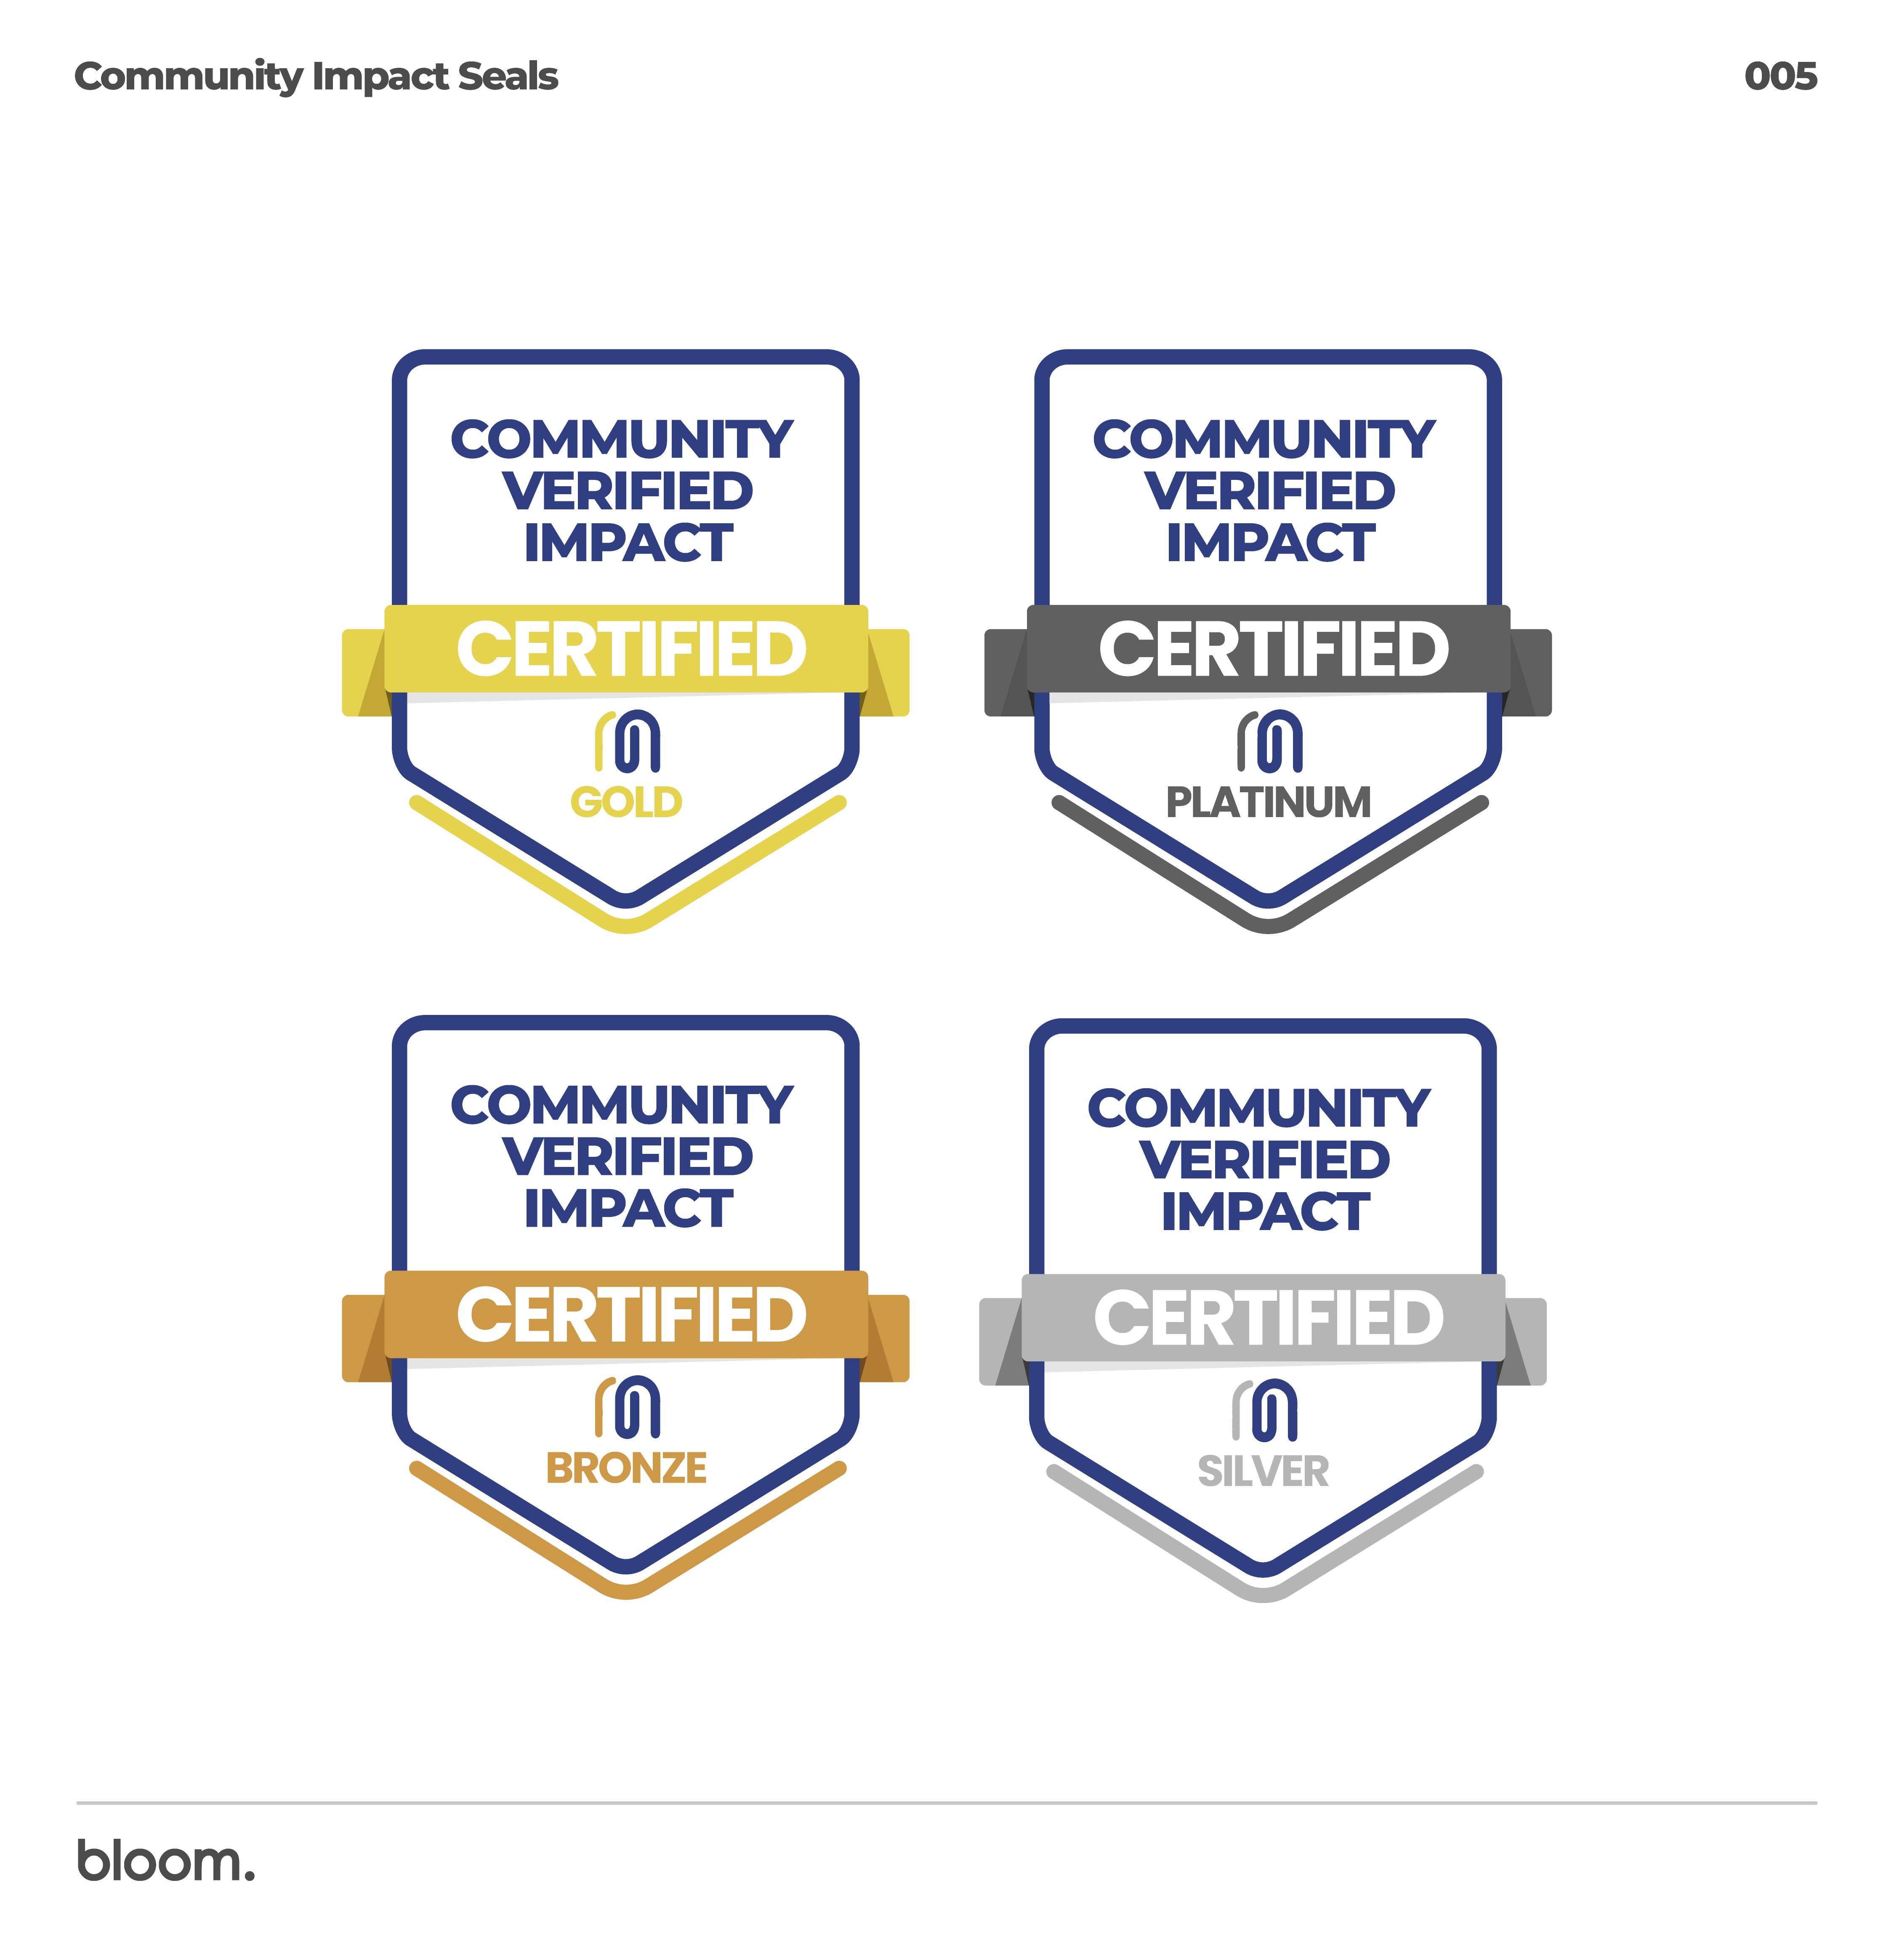 Community Impact Seals
005
COMMUNITY
VERIFIED
IMPACT
CERTIFIED
GOLD
COMMUNITY
VERIFIED
IMPACT
CERTIFIED
PLATINUM
COMMUNITY
VERIFIED
IMPACT
CERTIFIED
BRONZE
COMMUNITY
VERIFIED
IMPACT
CERTIFIED
SILVER
bloom.